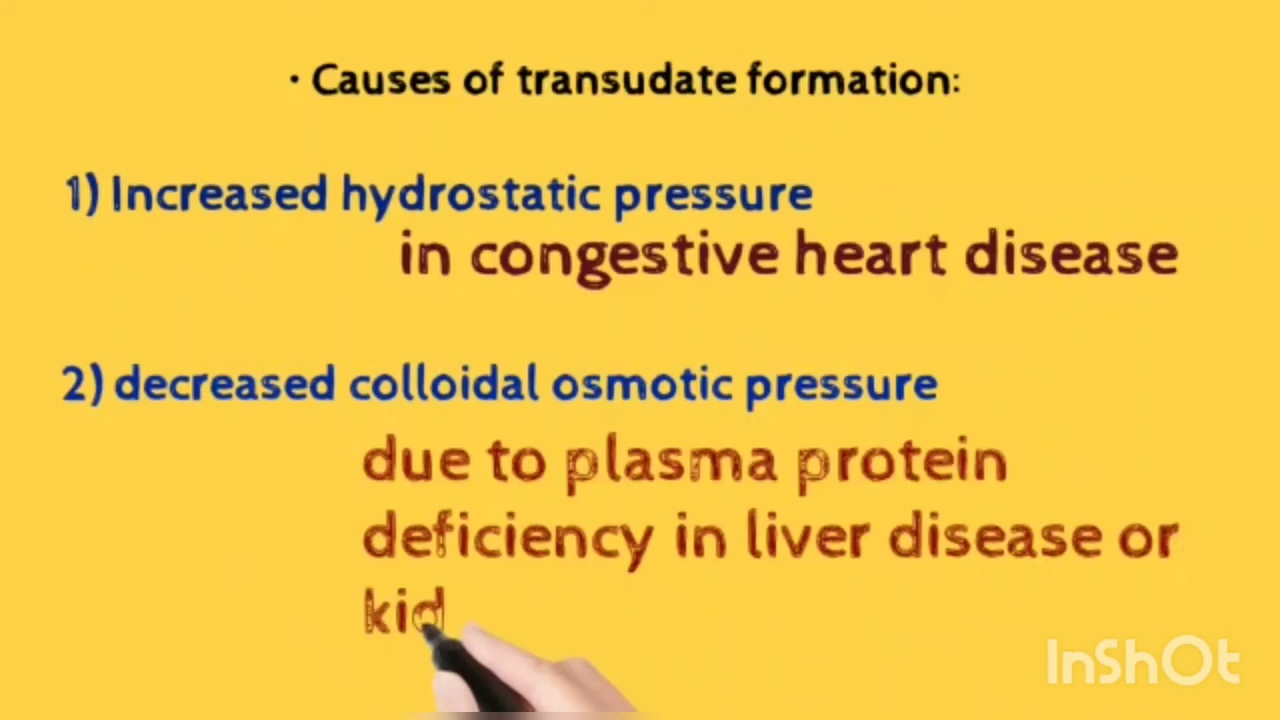 • Causes of transudate formation:
1) Increased hydrostatic pressure
in congestive heart disease
2) decreased colloidal osmotic pressure
due to plasma protein
deficiency in liver disease or
kid
InShOt